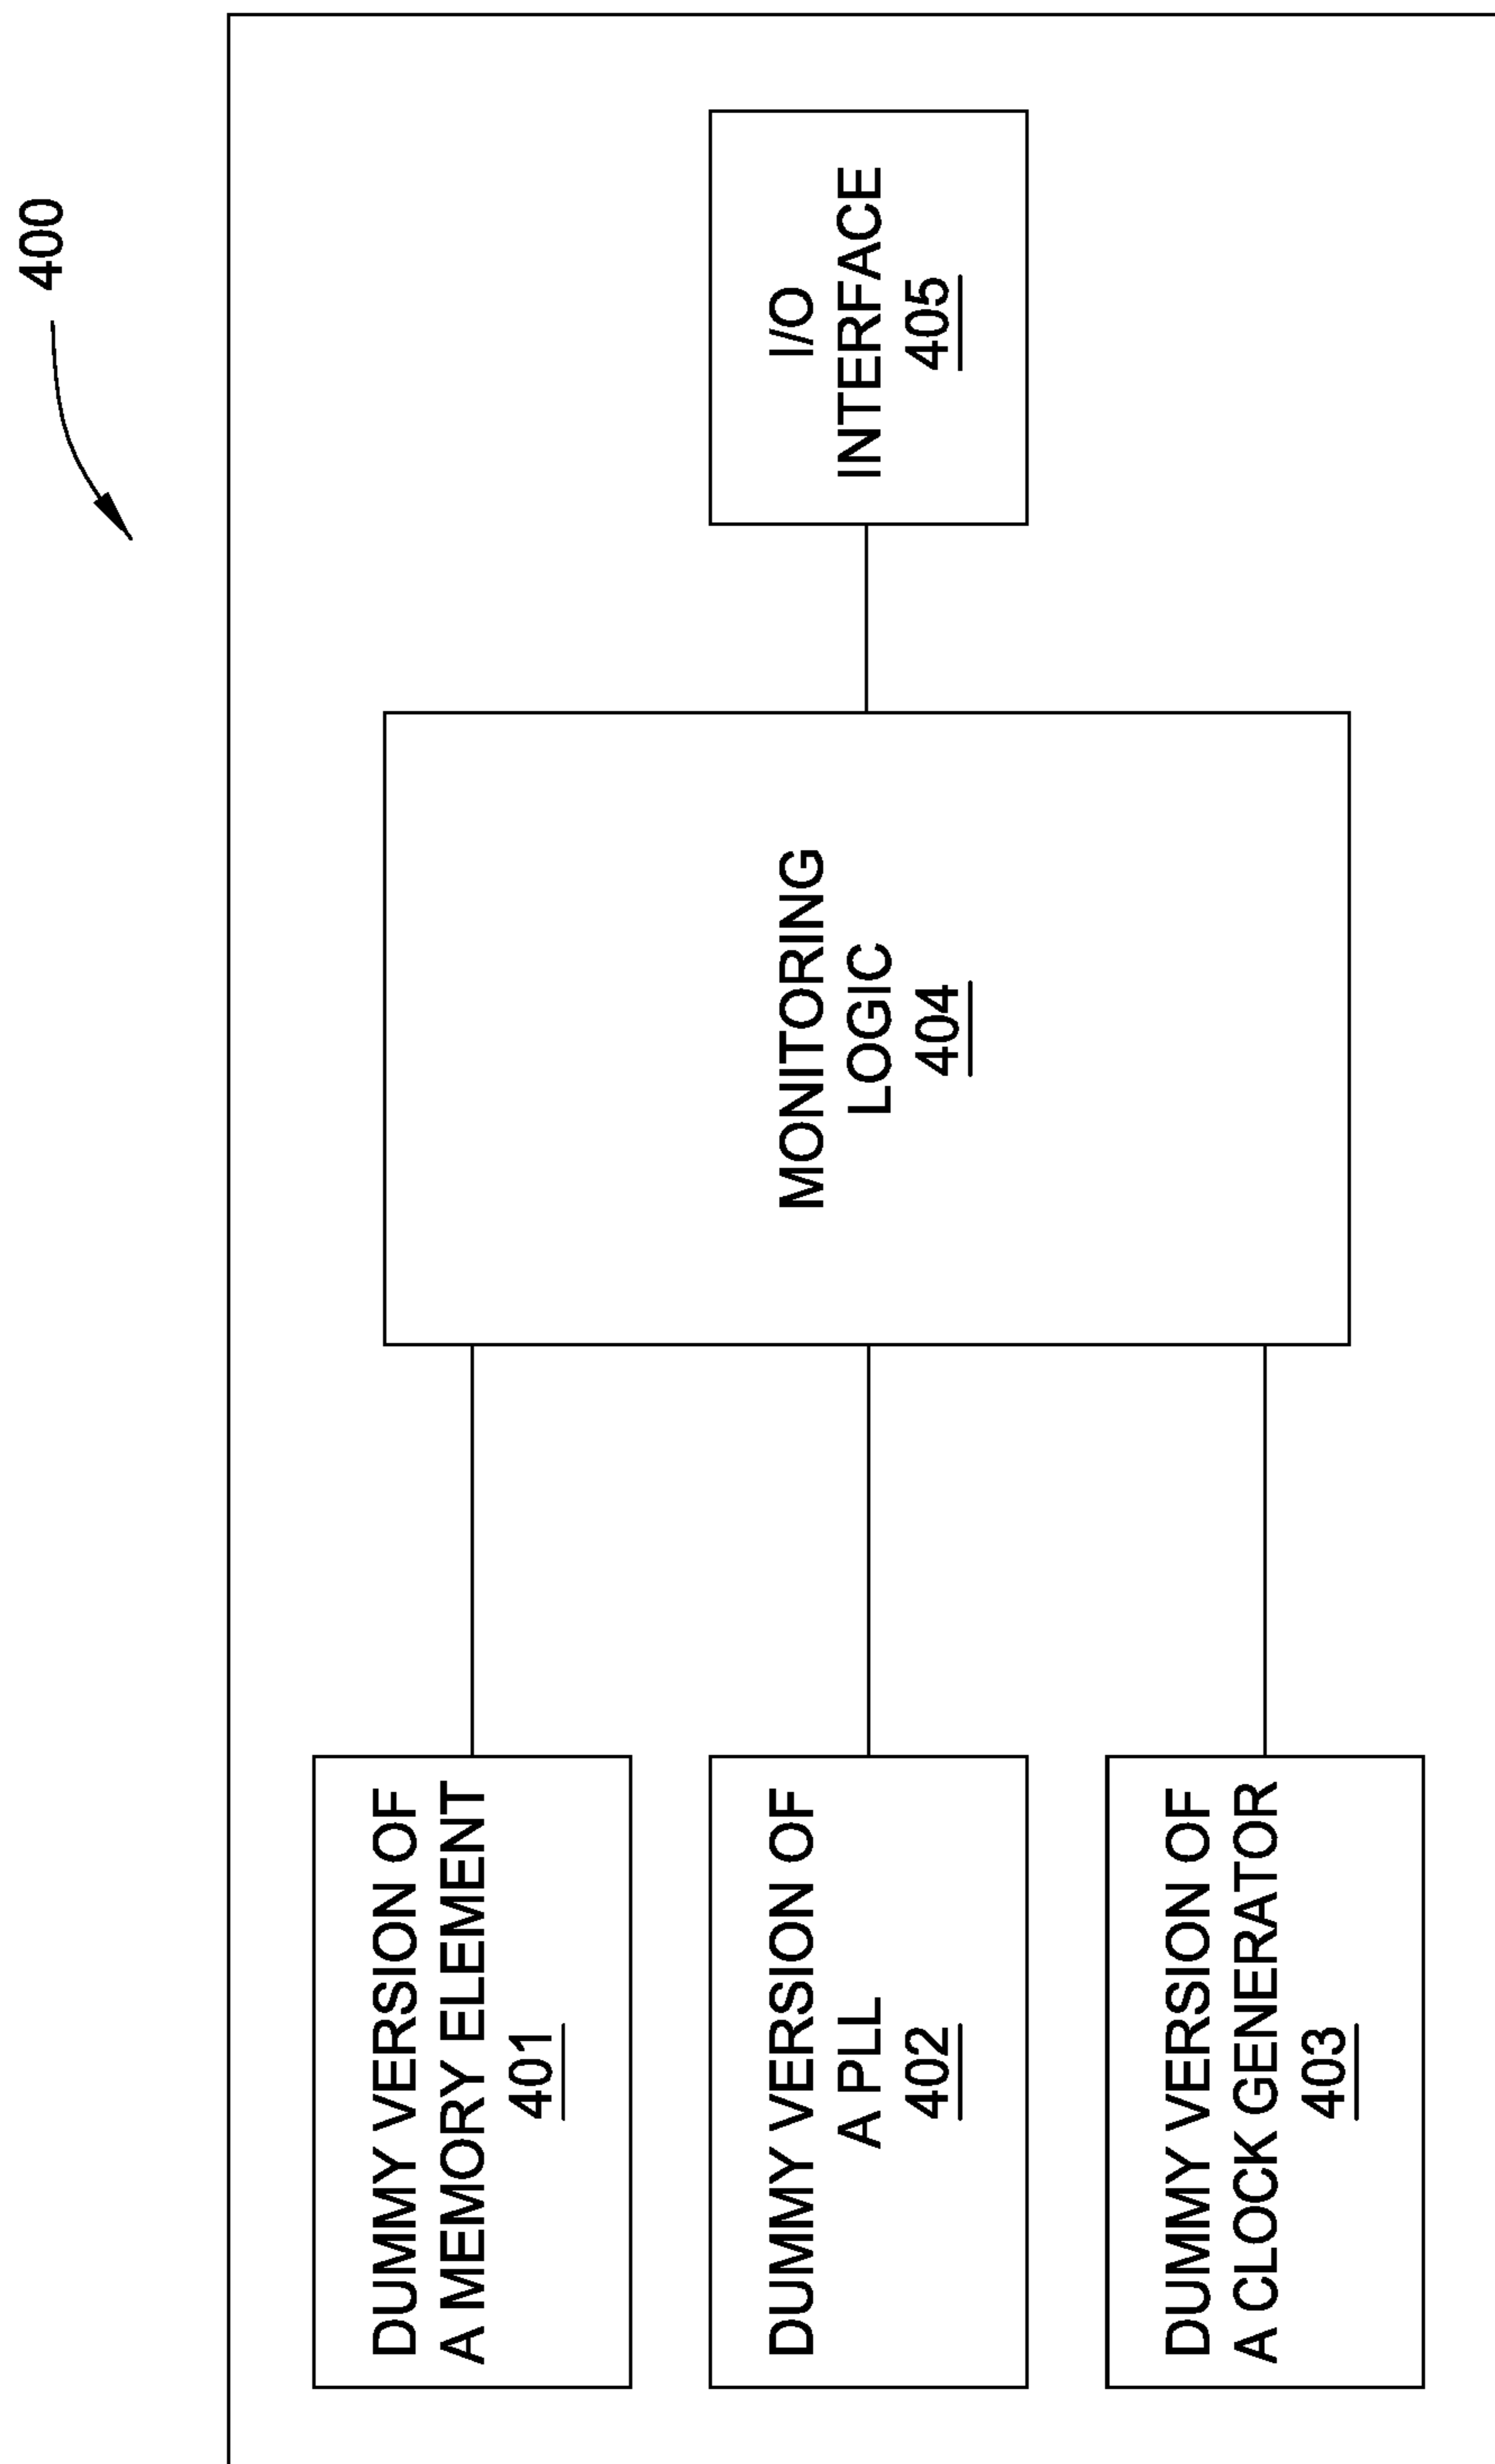 400
DUMMY VERSION OF
A MEMORY ELEMENT
401
DUMMY VERSION OF
A PLL
402
DUMMY VERSION OF
A CLOCK GENERATOR
403
MONITORING
LOGIC
404
I/O
INTERFACE
405